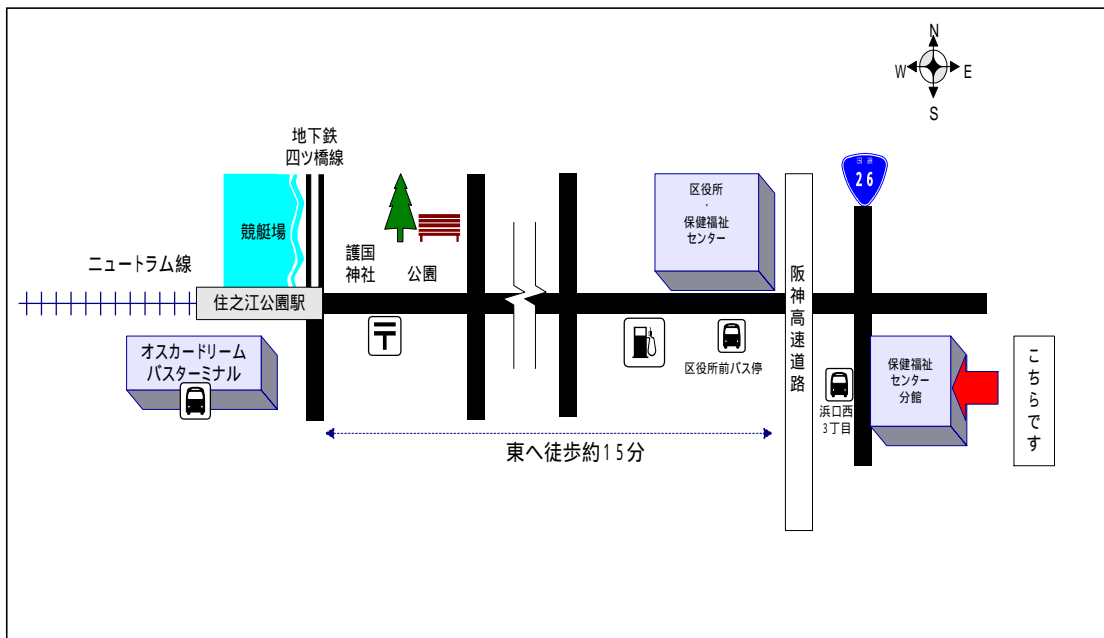 N
W
E
S
地下鉄
四ツ橋線
国道
26
区役所
・
保健福祉
センター
競艇場
護国
神社
公園
ニュートラム線
住之江公園駅
阪神高速道路
オスカードリーム
バスターミナル
区役所前バス停
保健福祉
センター
分館
こちらです
浜口西
3丁目
東へ徒歩約15分